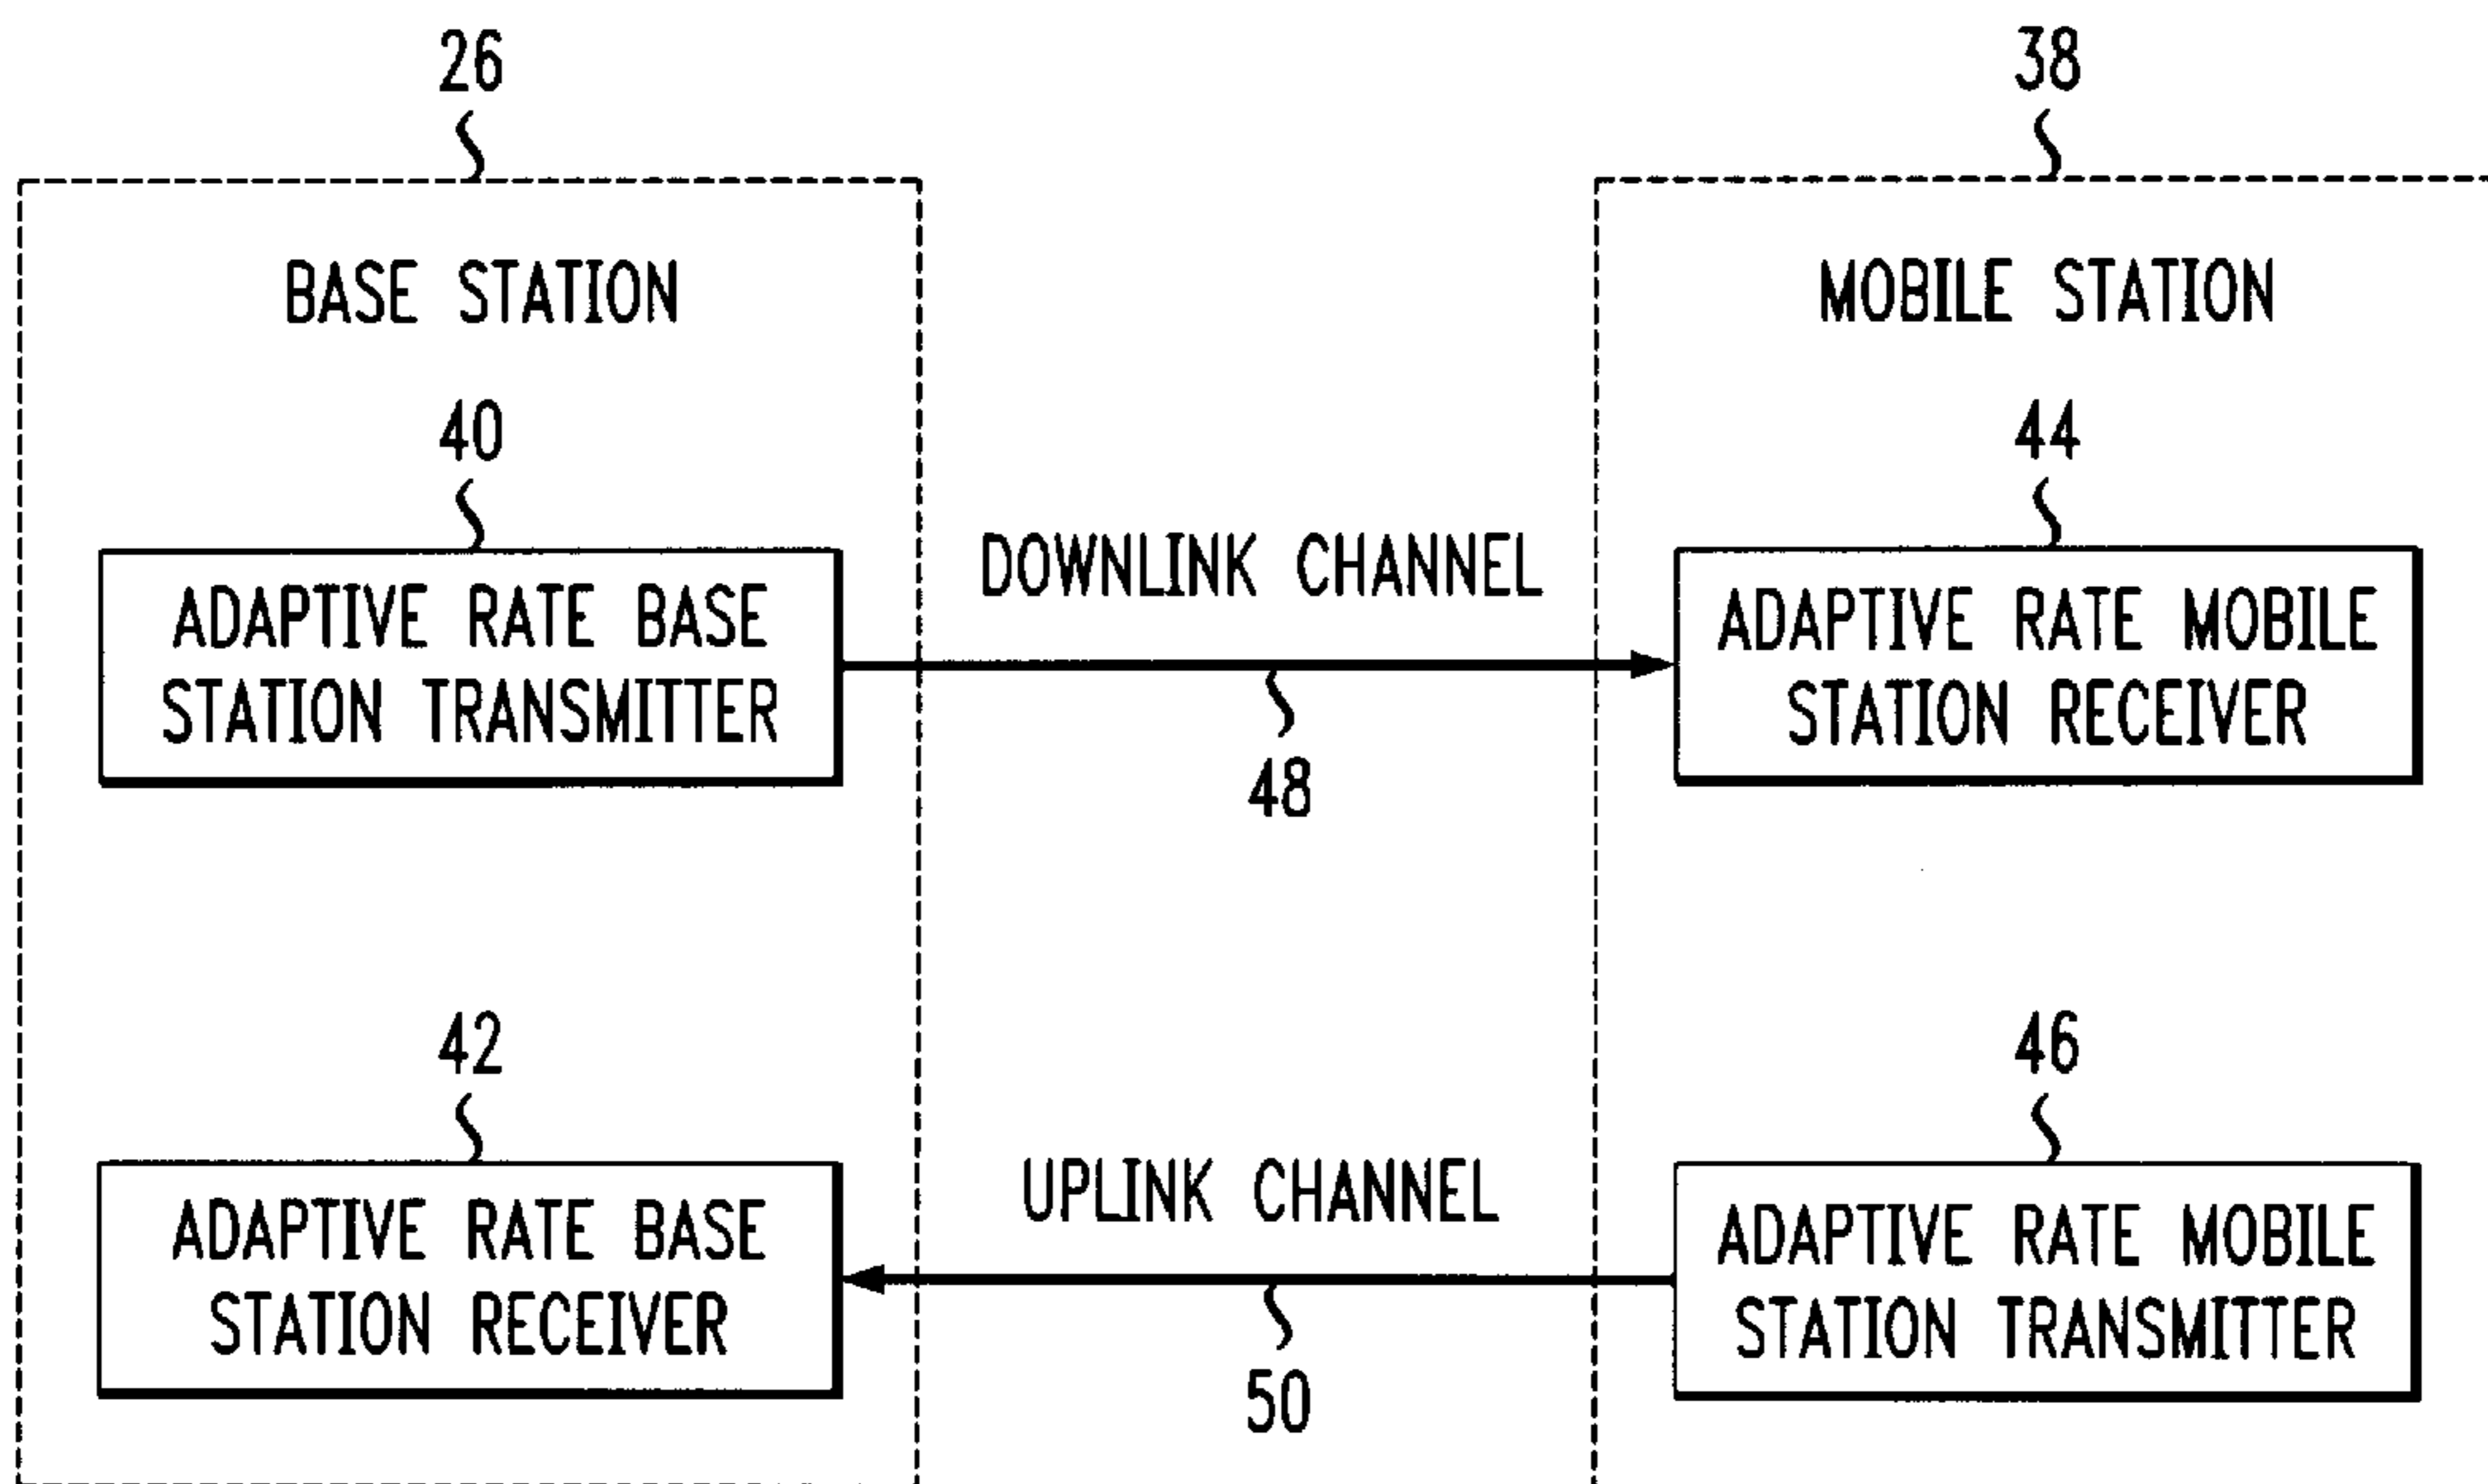 26
38
BASE STATION
MOBILE STATION
40
44
ADAPTIVE RATE BASE
STATION TRANSMITTER
DOWNLINK CHANNEL
48
ADAPTIVE RATE MOBILE
STATION RECEIVER
42
46
ADAPTIVE RATE BASE
STATION RECEIVER
UPLINK CHANNEL
50
ADAPTIVE RATE MOBILE
STATION TRANSMITTER